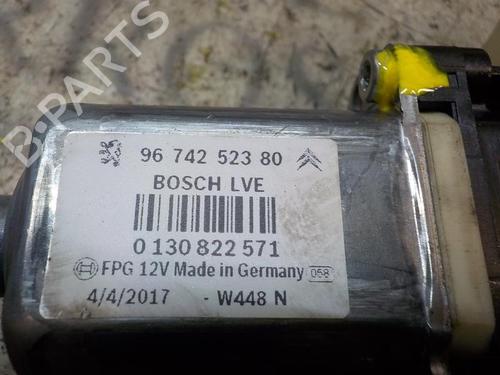 B-PARTS
96 742 523 80
BOSCH LVE
0 130 822 571
FPG 12V Made in Germany 058
4/4/2017 - W448 N